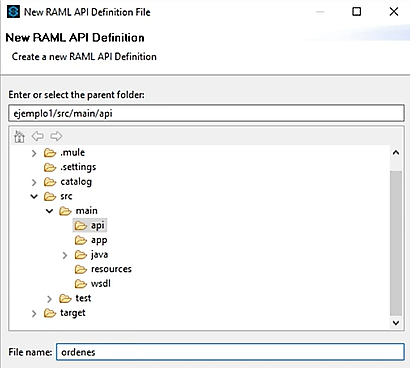 New RAML API Definition File
New RAML API Definition
Create a new RAML API Definition
Enter or select the parent folder:
ejemplo1/src/main/api
.mule
.settings
catalog
src
main
api
app
java
resources
wsdl
test
target
File name: ordenes